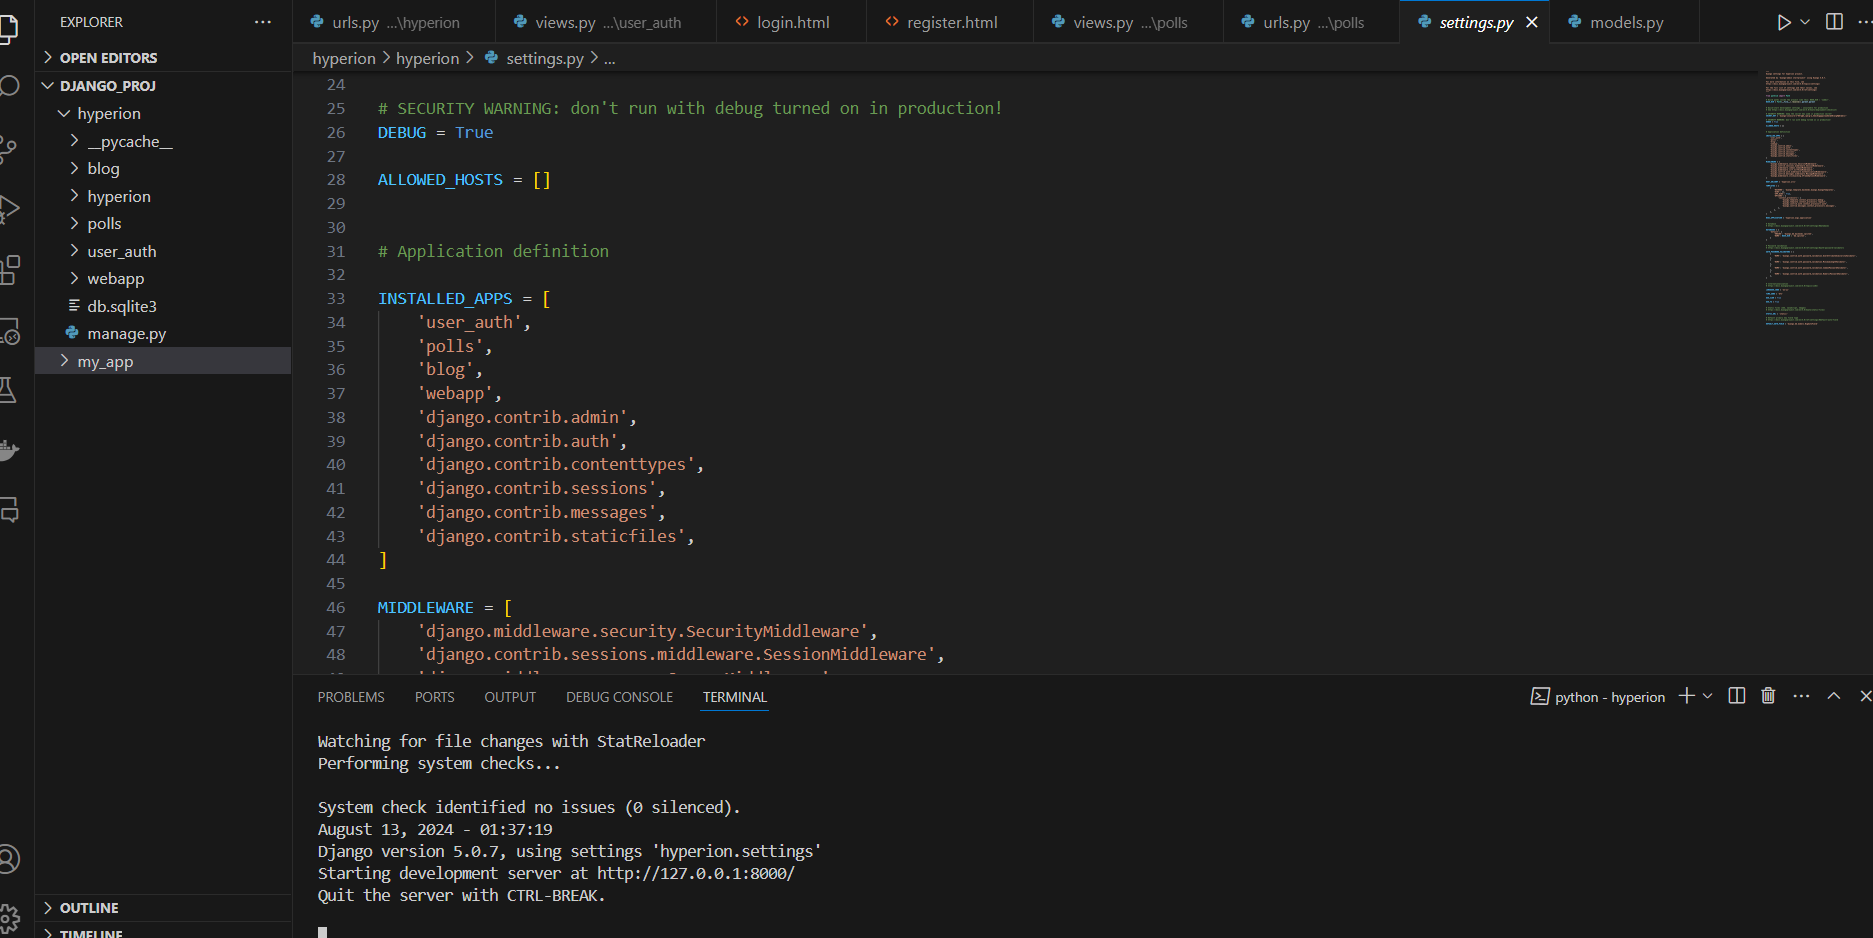 EXPLORER
OPEN EDITORS
DJANGO_PROJ
hyperion
__pycache__
blog
hyperion
polls
user_auth
webapp
db.sqlite3
manage.py
my_app
OUTLINE
TIMELINE
urls.py ...\hyperion
views.py ...\user_auth
login.html
register.html
views.py ...\polls
urls.py ...\polls
settings.py
models.py
hyperion > hyperion > settings.py > ...
24
25 # SECURITY WARNING: don't run with debug turned on in production!
26 DEBUG = True
27
28 ALLOWED_HOSTS = []
29
30
31 # Application definition
32
33 INSTALLED_APPS = [
34 'user_auth',
35 'polls',
36 'blog',
37 'webapp',
38 'django.contrib.admin',
39 'django.contrib.auth',
40 'django.contrib.contenttypes',
41 'django.contrib.sessions',
42 'django.contrib.messages',
43 'django.contrib.staticfiles',
44 ]
45
46 MIDDLEWARE = [
47 'django.middleware.security.SecurityMiddleware',
48 'django.contrib.sessions.middleware.SessionMiddleware',
PROBLEMS PORTS OUTPUT DEBUG CONSOLE TERMINAL
python - hyperion
Watching for file changes with StatReloader
Performing system checks...
System check identified no issues (0 silenced).
August 13, 2024 - 01:37:19
Django version 5.0.7, using settings 'hyperion.settings'
Starting development server at http://127.0.0.1:8000/
Quit the server with CTRL-BREAK.